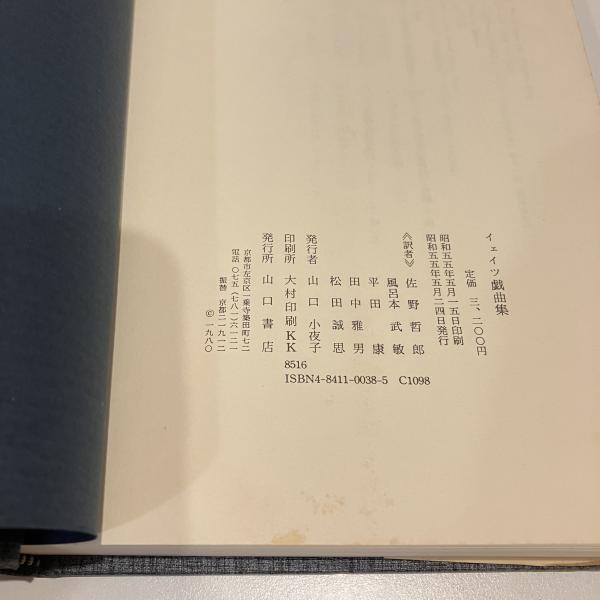 イェイツ戯曲集
定価 三、二〇〇円
昭和五五年五月一五日印刷
昭和五五年五月二四日発行
《訳者》 佐野哲郎
風呂本武敏
平田康
田中雅男
松田誠思
発行者 山口小夜子
印刷所 大村印刷KK
発行所 山口書店
京都市左京区一乗寺築田町七二
電話 〇七五(七八一)六一二一
振替 京都二一九一二
© 一九八〇
8516
ISBN4-8411-0038-5 C1098